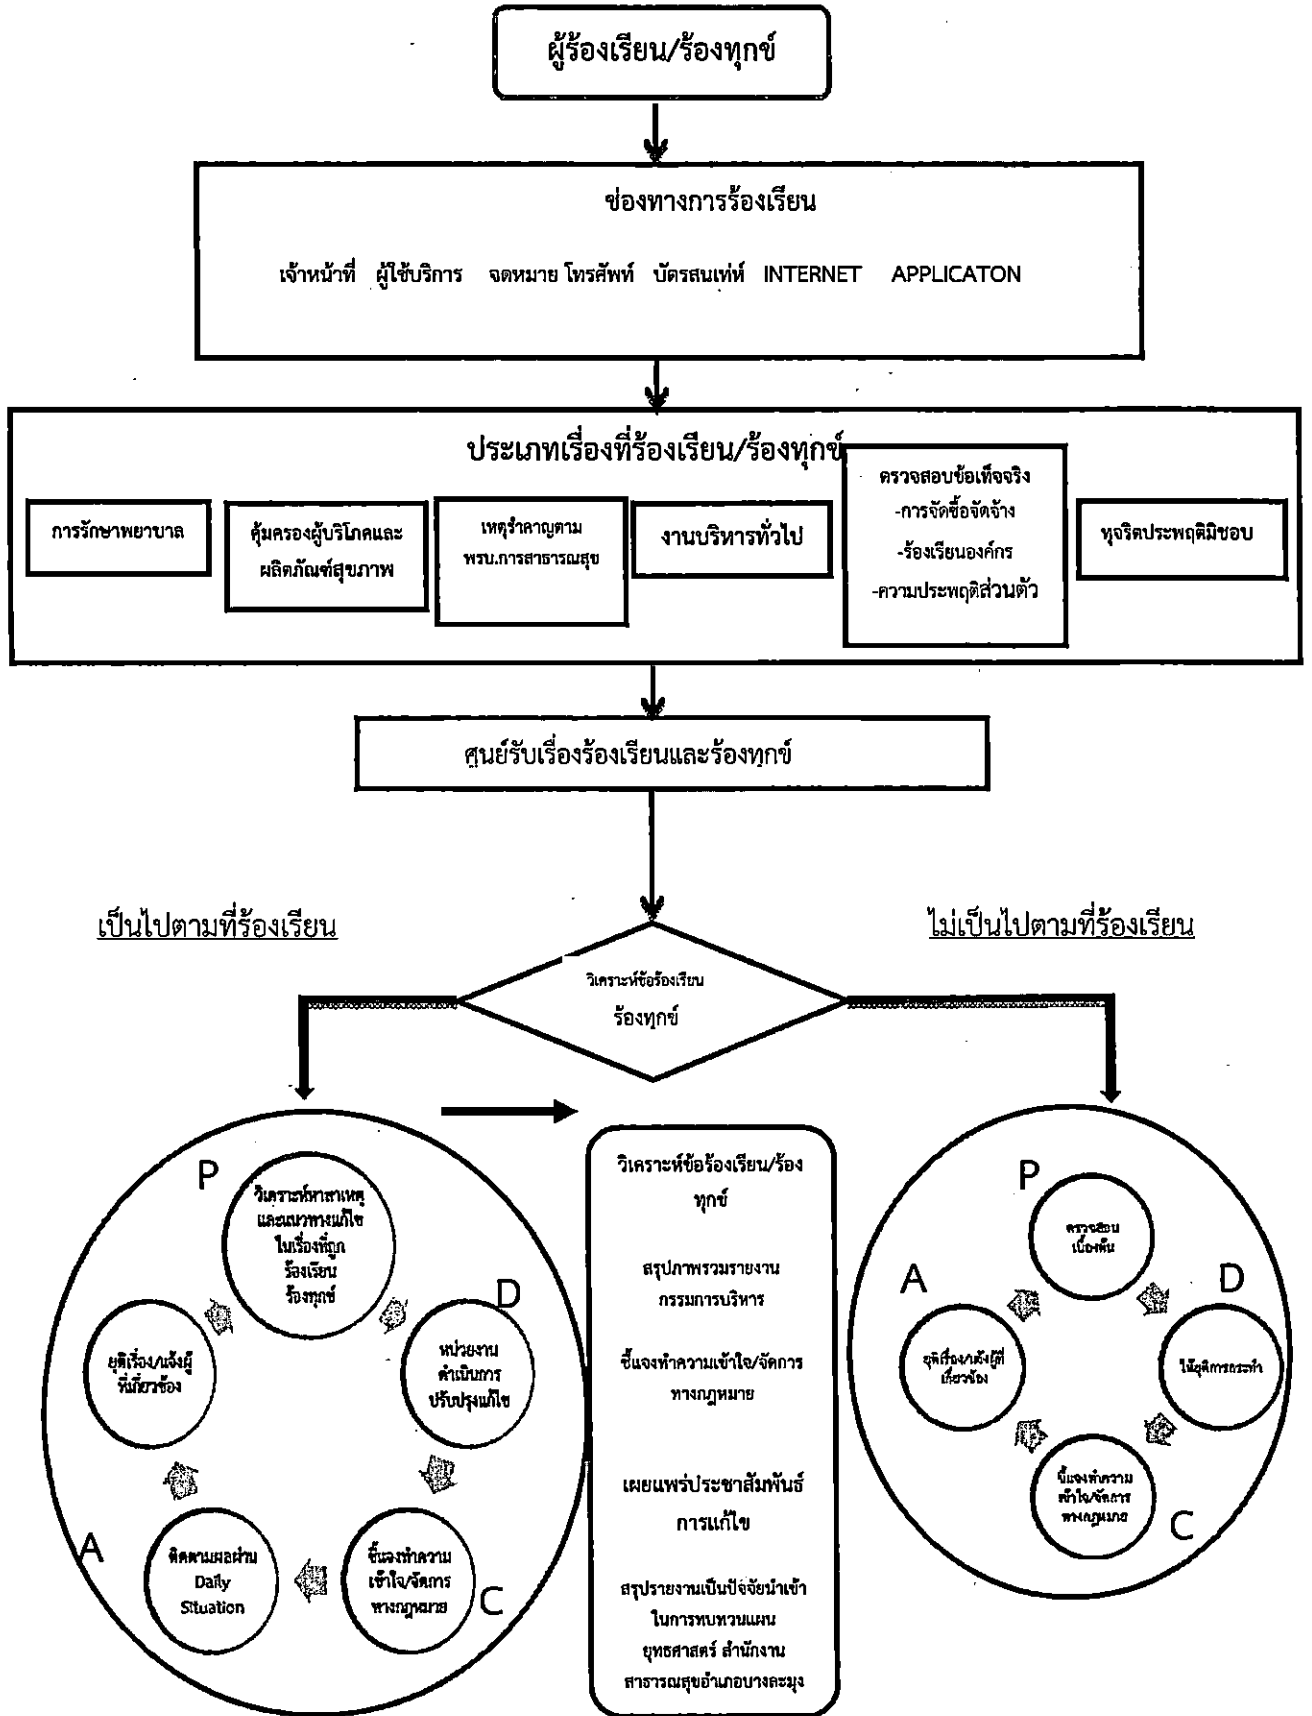 ผู้ร้องเรียน/ร้องทุกข์
ช่องทางการร้องเรียน
เจ้าหน้าที่ ผู้ใช้บริการ จดหมาย โทรศัพท์ บัตรสนเท่ห์ INTERNET APPLICATON
ประเภทเรื่องที่ร้องเรียน/ร้องทุกข์
การรักษาพยาบาล
คุ้มครองผู้บริโภคและ
ผลิตภัณฑ์สุขภาพ
เหตุรำคาญตาม
พรบ.การสาธารณสุข
งานบริหารทั่วไป
ตรวจสอบข้อเท็จจริง
-การจัดซื้อจัดจ้าง
-ร้องเรียนองค์กร
-ความประพฤติส่วนตัว
ทุจริตประพฤติมิชอบ
ศูนย์รับเรื่องร้องเรียนและร้องทุกข์
เป็นไปตามที่ร้องเรียน
ไม่เป็นไปตามที่ร้องเรียน
วิเคราะห์ข้อร้องเรียน
ร้องทุกข์
P
วิเคราะห์หาสาเหตุ
และแนวทางแก้ไข
ในเรื่องที่ถูก
ร้องเรียน
ร้องทุกข์
D
หน่วยงาน
ดำเนินการ
ปรับปรุงแก้ไข
C
ชี้แจงทำความ
เข้าใจ/จัดการ
ทางกฎหมาย
A
ติดตามผลผ่าน
Daily
Situation
ยุติเรื่อง/แจ้งผู้
ที่เกี่ยวข้อง
วิเคราะห์ข้อร้องเรียน/ร้อง
ทุกข์
สรุปภาพรวมรายงาน
กรรมการบริหาร
ชี้แจงทำความเข้าใจ/จัดการ
ทางกฎหมาย
เผยแพร่ประชาสัมพันธ์
การแก้ไข
สรุปรายงานเป็นปัจจัยนำเข้า
ในการทบทวนแผน
ยุทธศาสตร์ สำนักงาน
สาธารณสุขอำเภอบางละมุง
P
ตรวจสอบ
เบื้องต้น
D
ให้ยุติการกระทำ
C
ชี้แจงทำความ
เข้าใจ/จัดการ
ทางกฎหมาย
A
ยุติเรื่อง/แจ้งผู้ที่
เกี่ยวข้อง